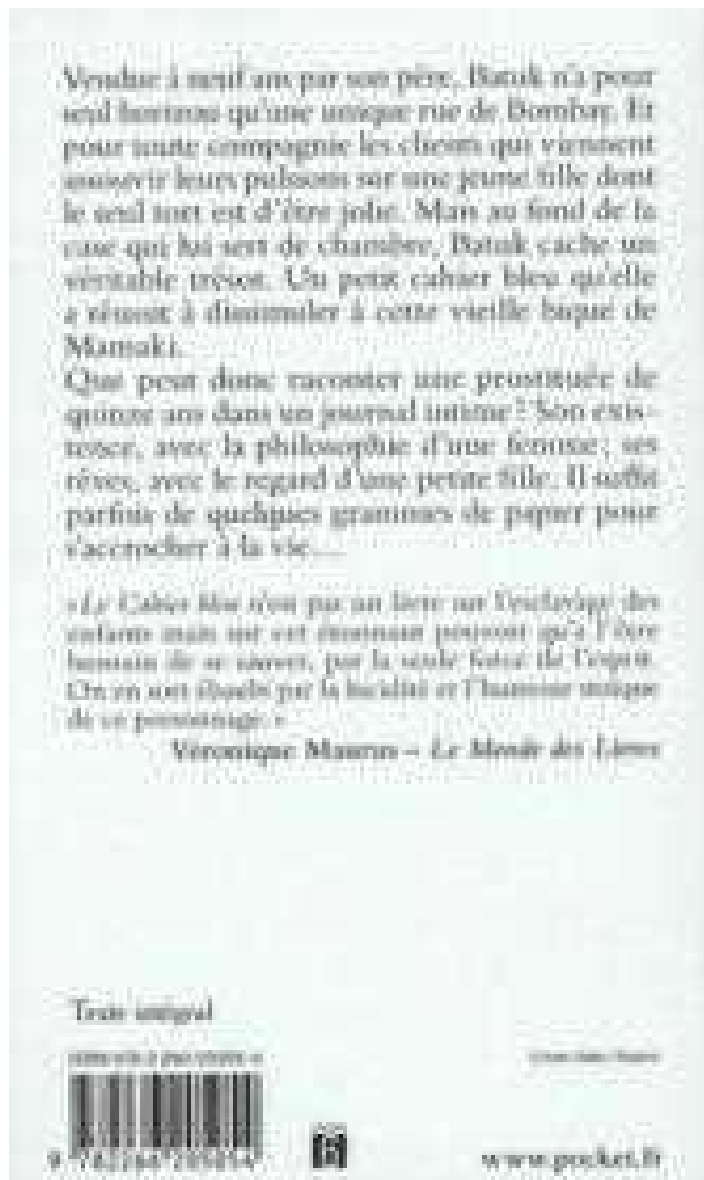 Vendue à neuf ans par son père, Batuk n'a pour
seul horizon qu'une unique rue de Bombay. Et
pour toute compagnie les clients qui viennent
assouvir leurs pulsions sur une jeune fille dont
le seul tort est d'être jolie. Mais au fond de la
case qui lui sert de chambre, Batuk cache un
véritable trésor. Un petit cahier bleu qu'elle
a réussit à dissimuler à cette vieille bique de
Mamaki.
Que peut donc raconter une prostituée de
quinze ans dans un journal intime ? Son exis-
tence, avec la philosophie d'une femme ; ses
rêves, avec le regard d'une petite fille. Il suffit
parfois de quelques grammes de papier pour
s'accrocher à la vie...
« Le Cahier bleu n'est pas un livre sur l'esclavage des
enfants mais sur cet étonnant pouvoir qu'a l'être
humain de se sauver, par la seule force de l'esprit.
On en sort ébloui par la lucidité et l'humour unique
de ce personnage. »
Véronique Maurus – Le Monde des Livres
Texte intégral
9 782266 205054
www.pocket.fr